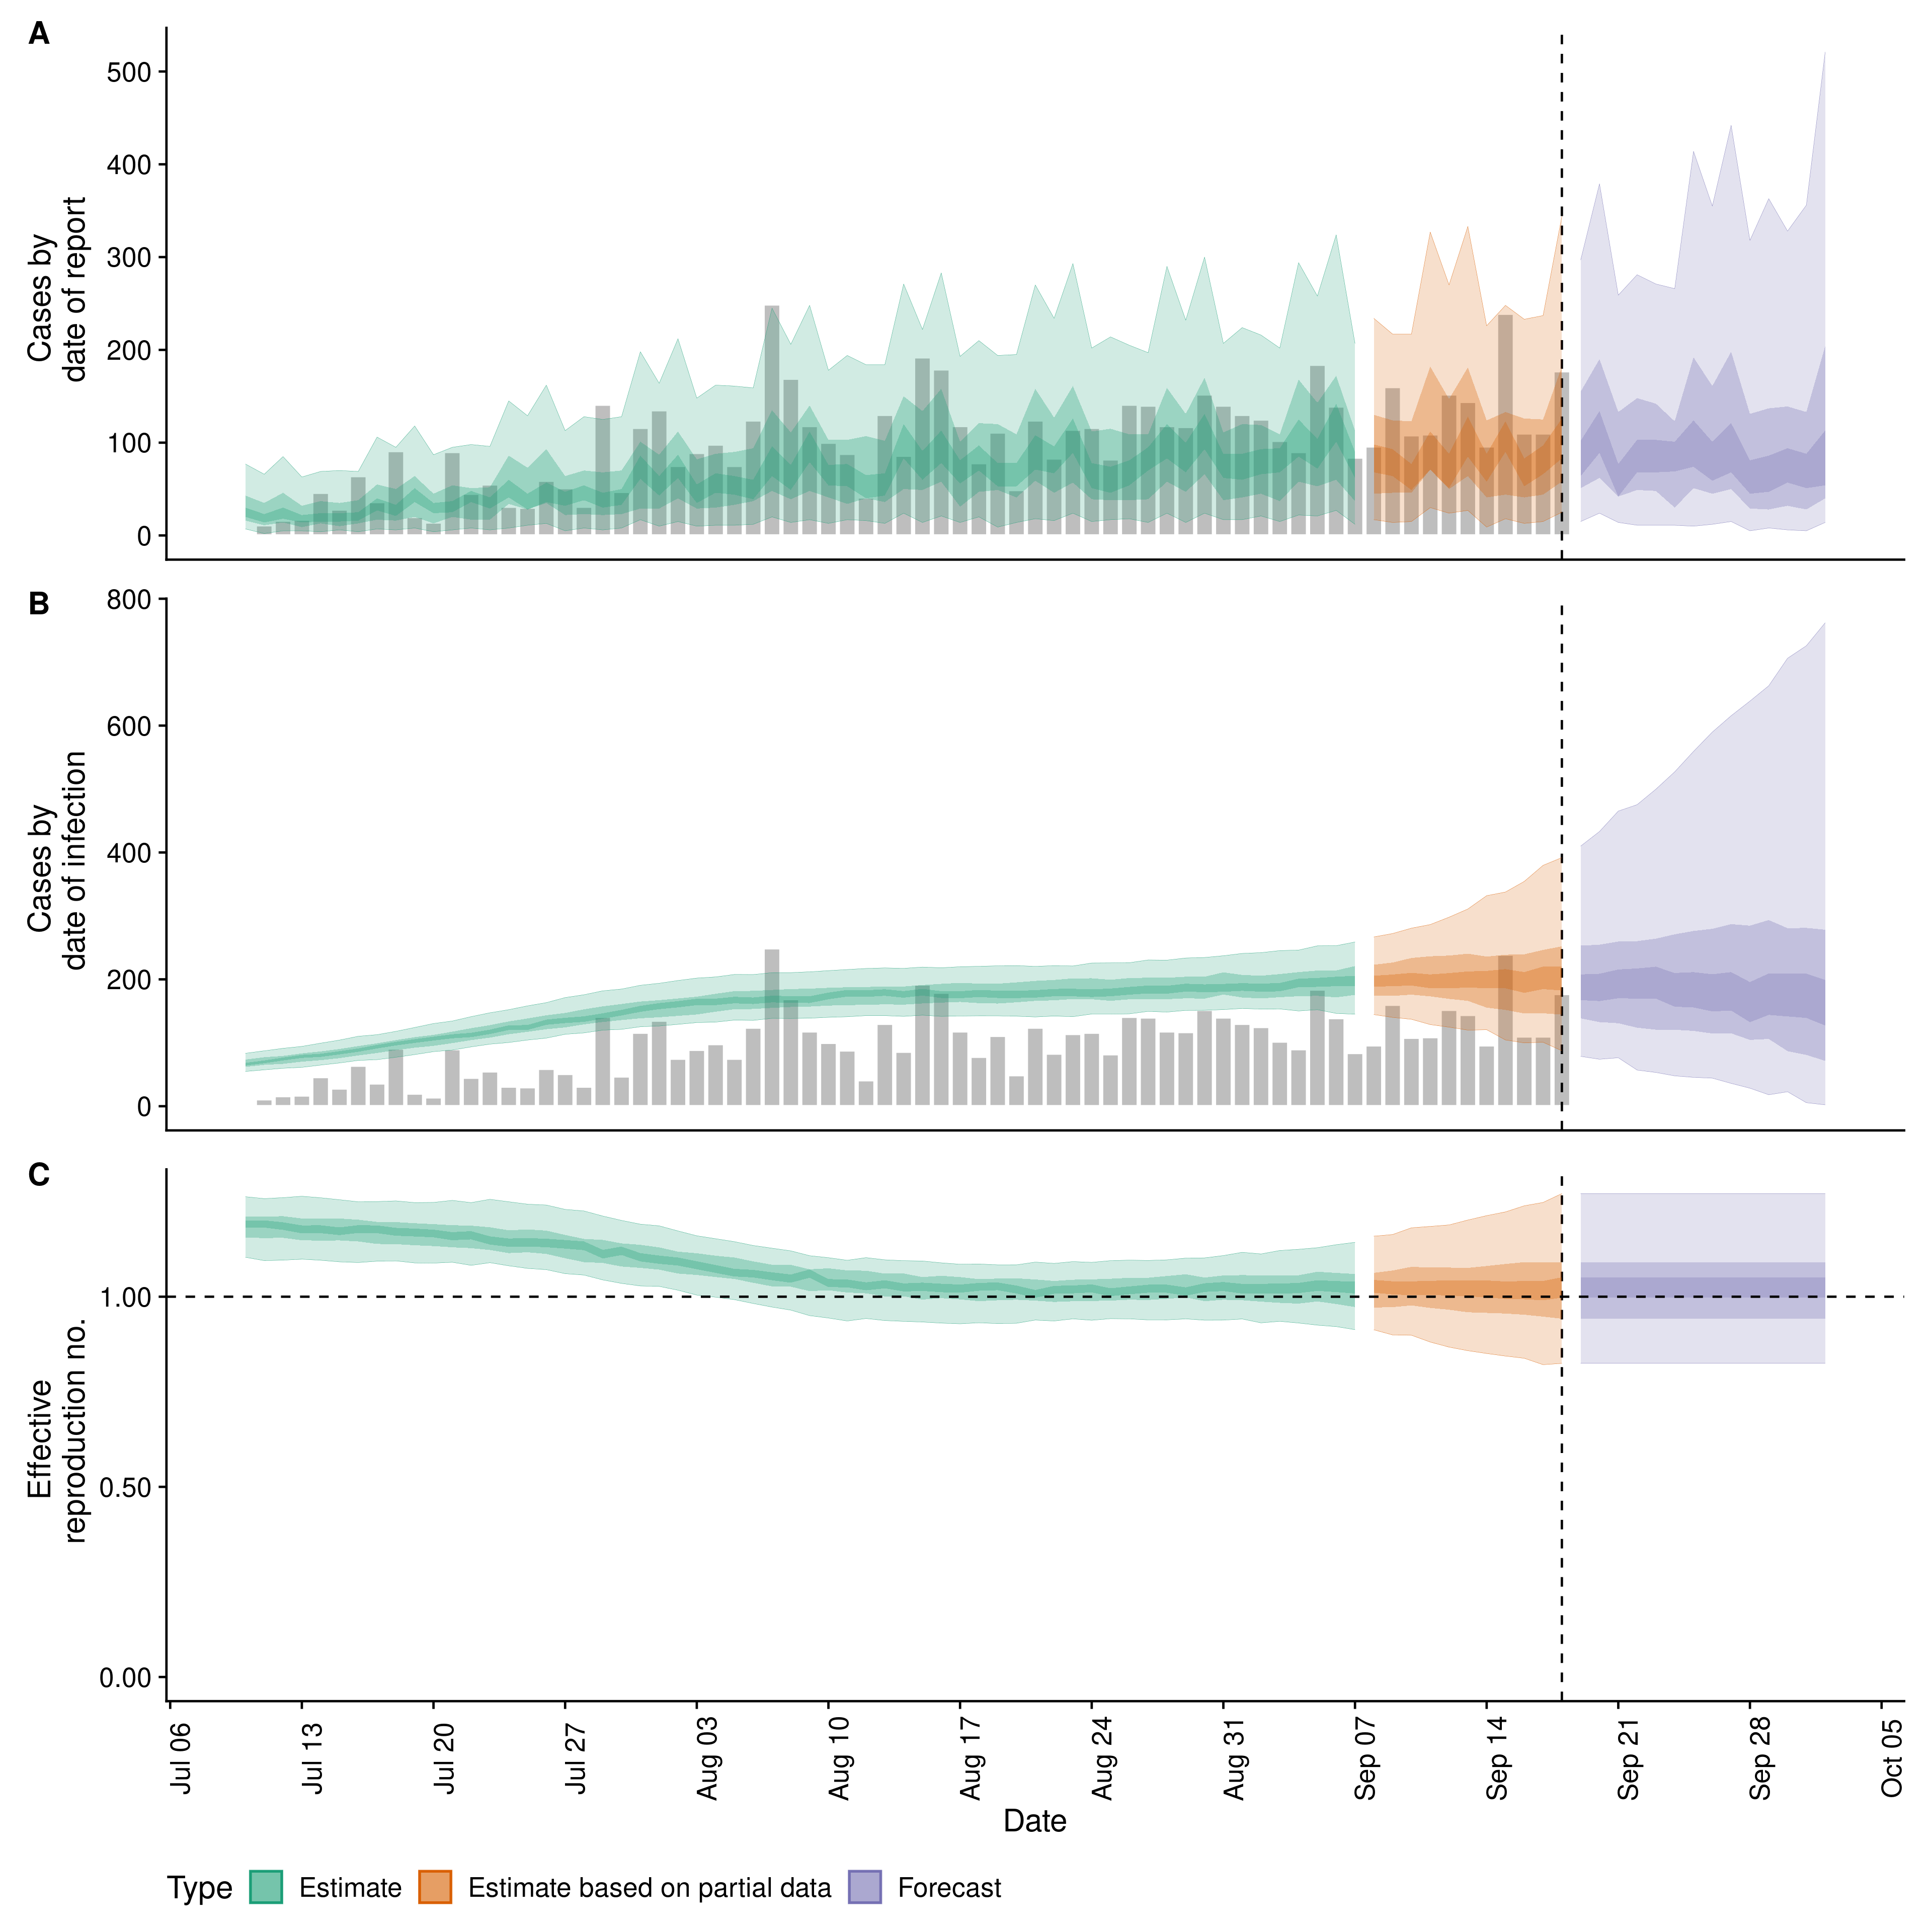 A
Cases by
date of report
500
400
300
200
100
0
B
Cases by
date of infection
800
600
400
200
0
C
Effective
reproduction no.
1.00
0.50
0.00
Jul 06
Jul 13
Jul 20
Jul 27
Aug 03
Aug 10
Aug 17
Aug 24
Aug 31
Sep 07
Sep 14
Sep 21
Sep 28
Oct 05
Date
Type Estimate Estimate based on partial data Forecast